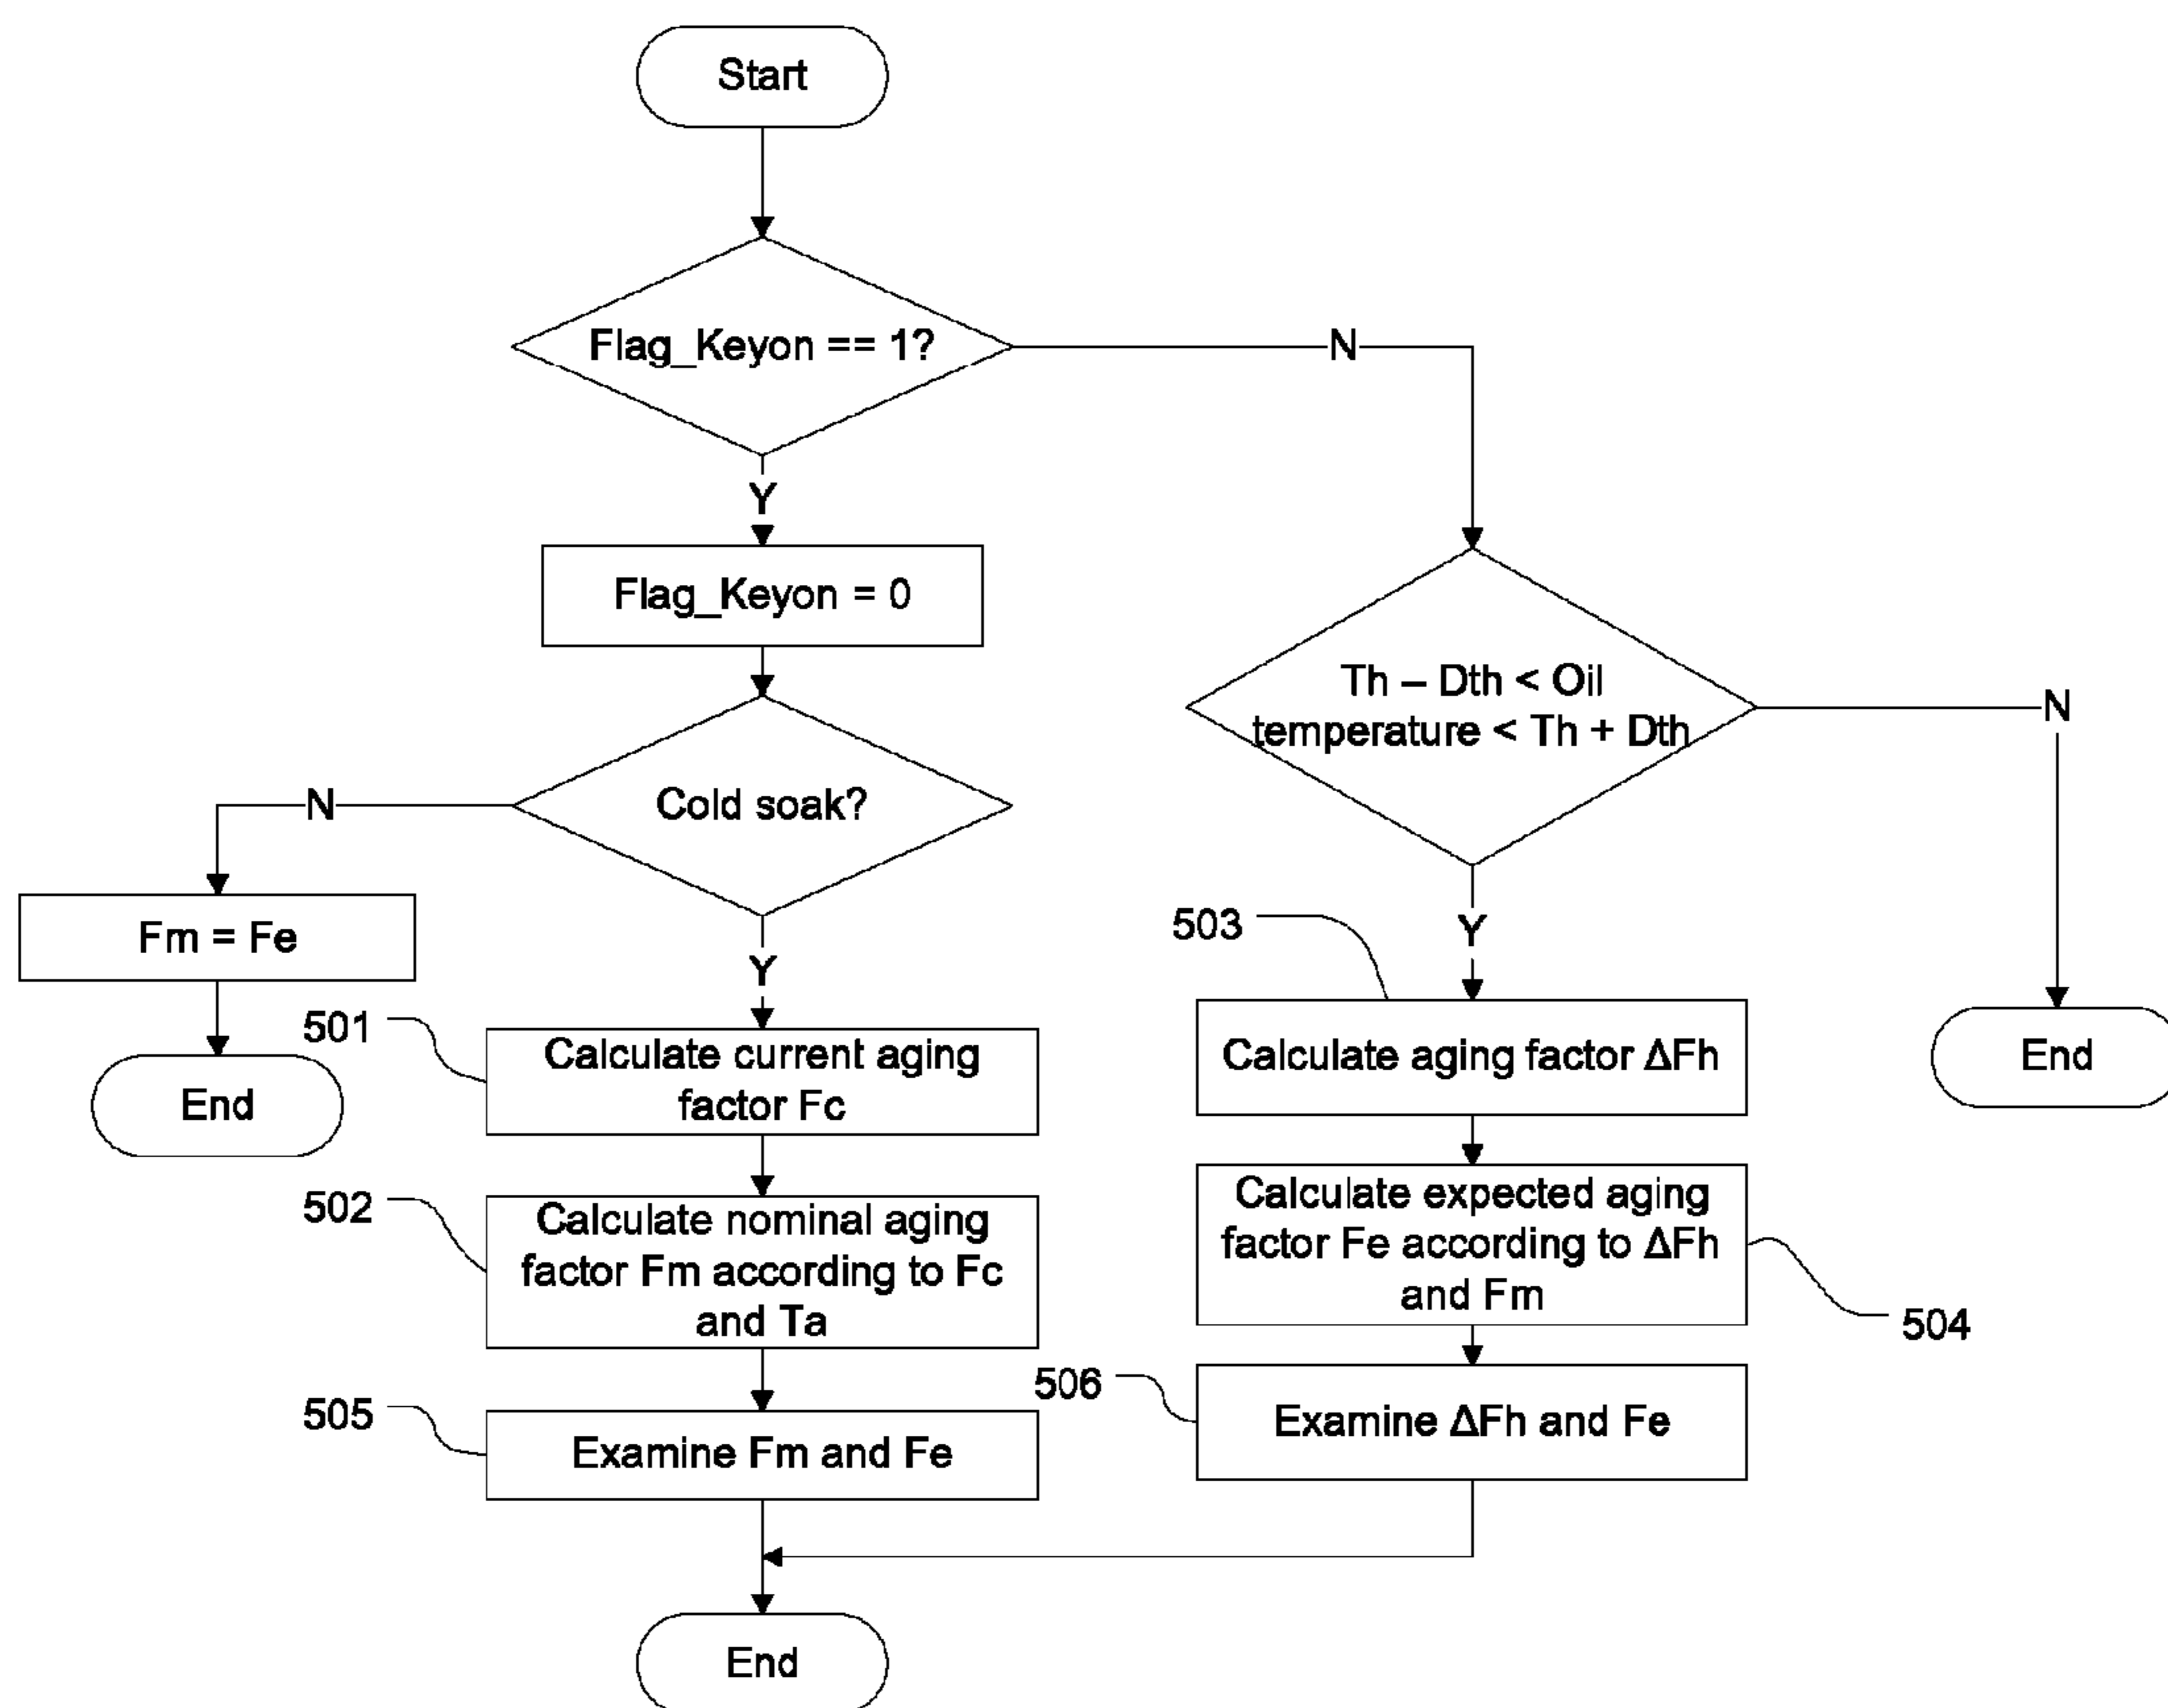 Start
Flag_Keyon == 1?
N
Y
Flag_Keyon = 0
Th – Dth < Oil
temperature < Th + Dth
N
Cold soak?
N
Y
Fm = Fe
End
503
Y
501
Calculate current aging
factor Fc
Calculate aging factor ΔFh
End
502
Calculate nominal aging
factor Fm according to Fc
and Ta
Calculate expected aging
factor Fe according to ΔFh
and Fm
504
505
Examine Fm and Fe
506
Examine ΔFh and Fe
End